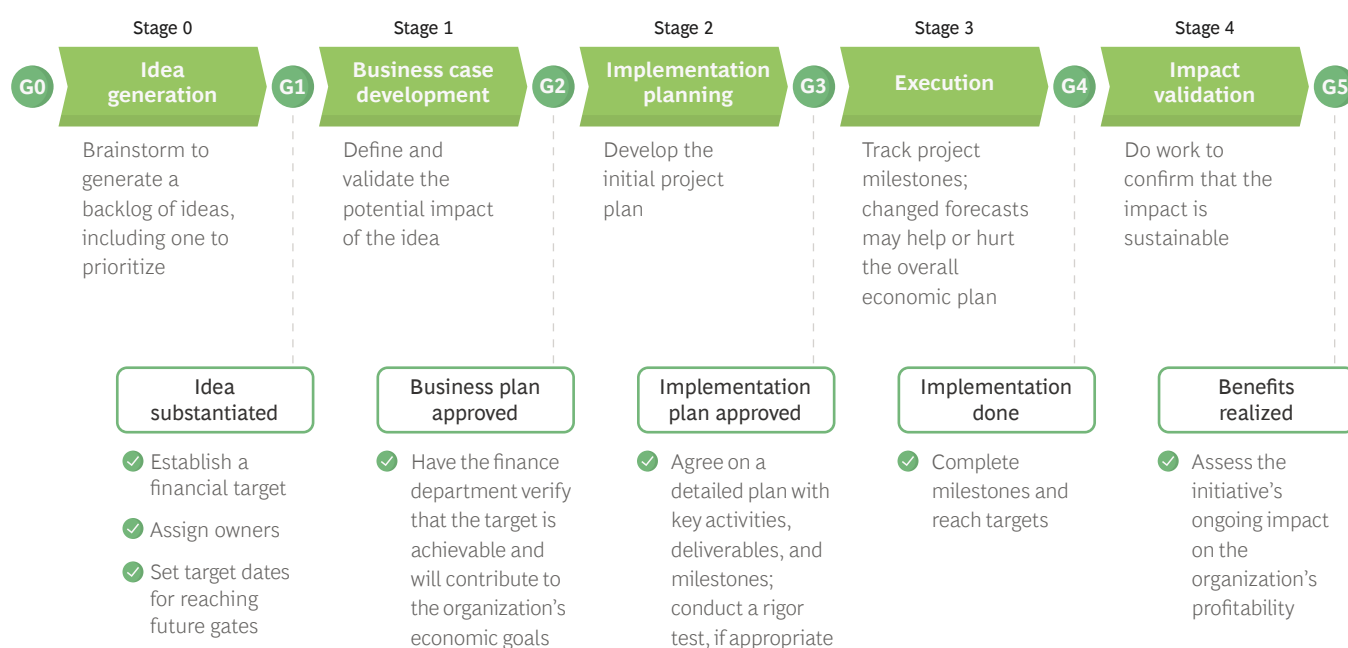 Stage 0
Stage 1
Stage 2
Stage 3
Stage 4
G0
Idea
generation
G1
Business case
development
G2
Implementation
planning
G3
Execution
G4
Impact
validation
G5
Brainstorm to
generate a
backlog of ideas,
including one to
prioritize
Define and
validate the
potential impact
of the idea
Develop the
initial project
plan
Track project
milestones;
changed forecasts
may help or hurt
the overall
economic plan
Do work to
confirm that the
impact is
sustainable
Idea
substantiated
Establish a
financial target
Assign owners
Set target dates
for reaching
future gates
Business plan
approved
Have the finance
department verify
that the target is
achievable and
will contribute to
the organization’s
economic goals
Implementation
plan approved
Agree on a
detailed plan with
key activities,
deliverables, and
milestones;
conduct a rigor
test, if appropriate
Implementation
done
Complete
milestones and
reach targets
Benefits
realized
Assess the
initiative’s
ongoing impact
on the
organization’s
profitability